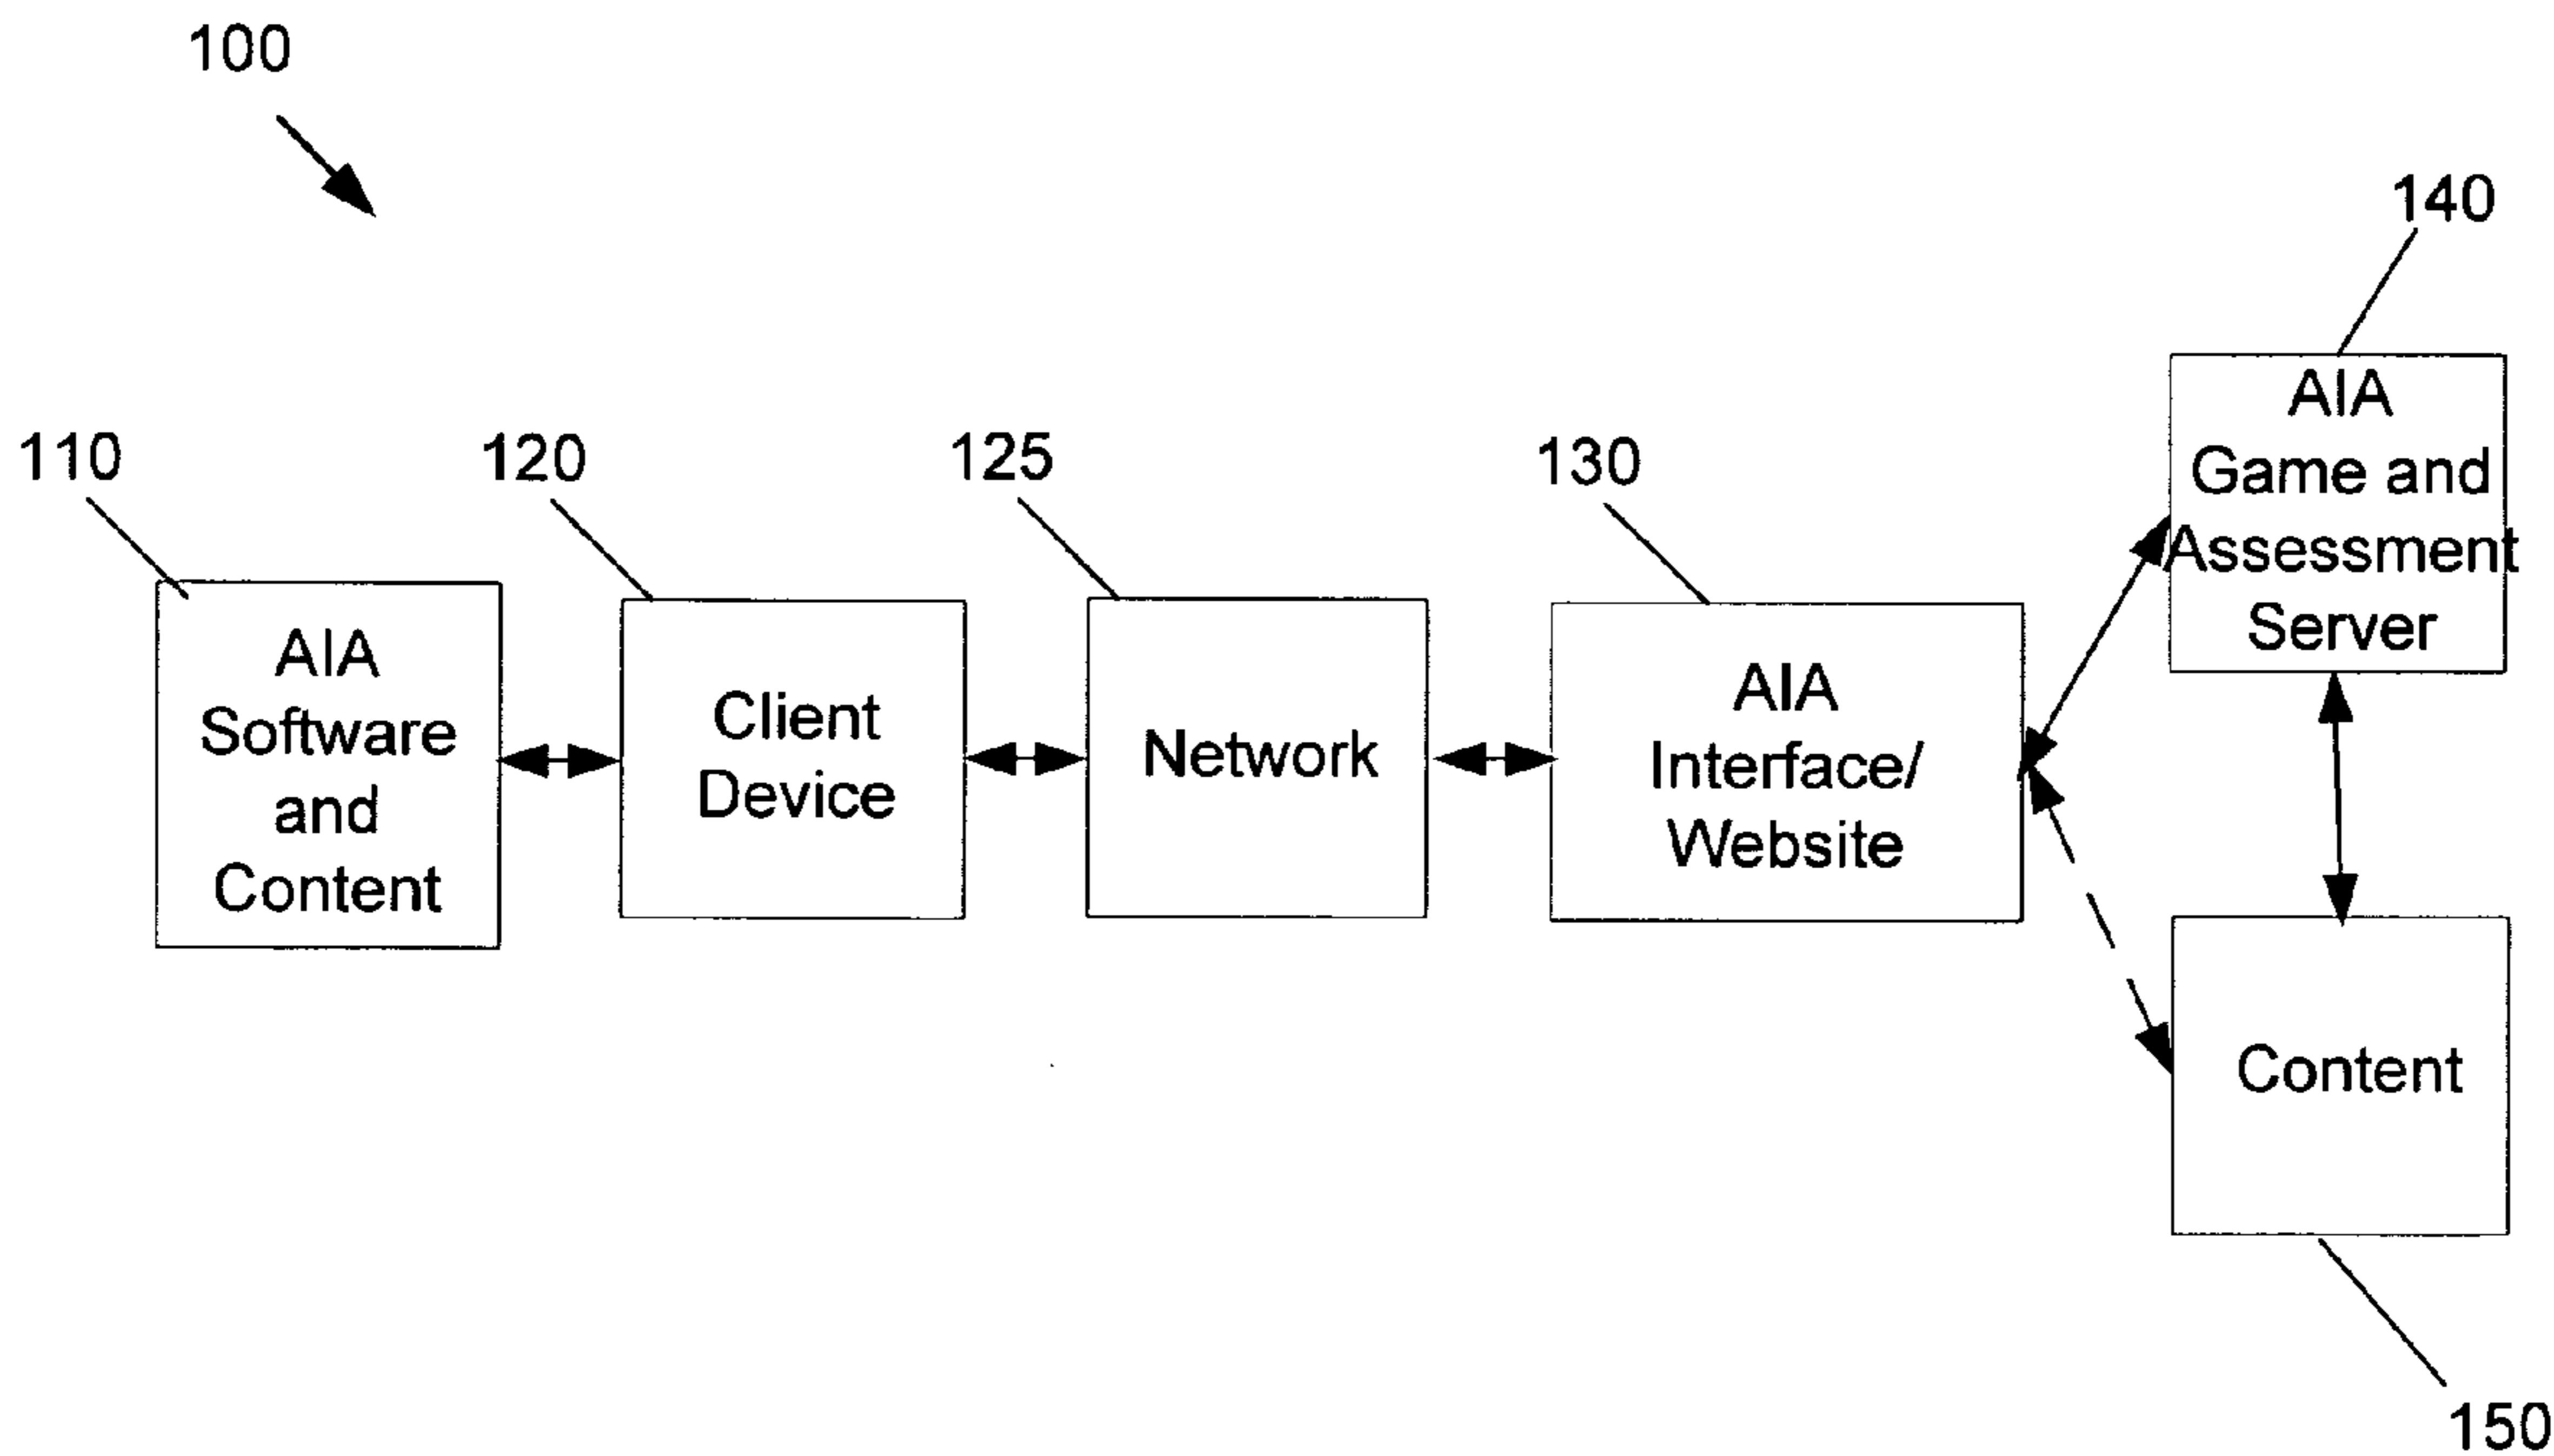 100
140
110
120
125
130
AIA
Game and
Assessment
Server
AIA
Software
and
Content
Client
Device
Network
AIA
Interface/
Website
Content
150